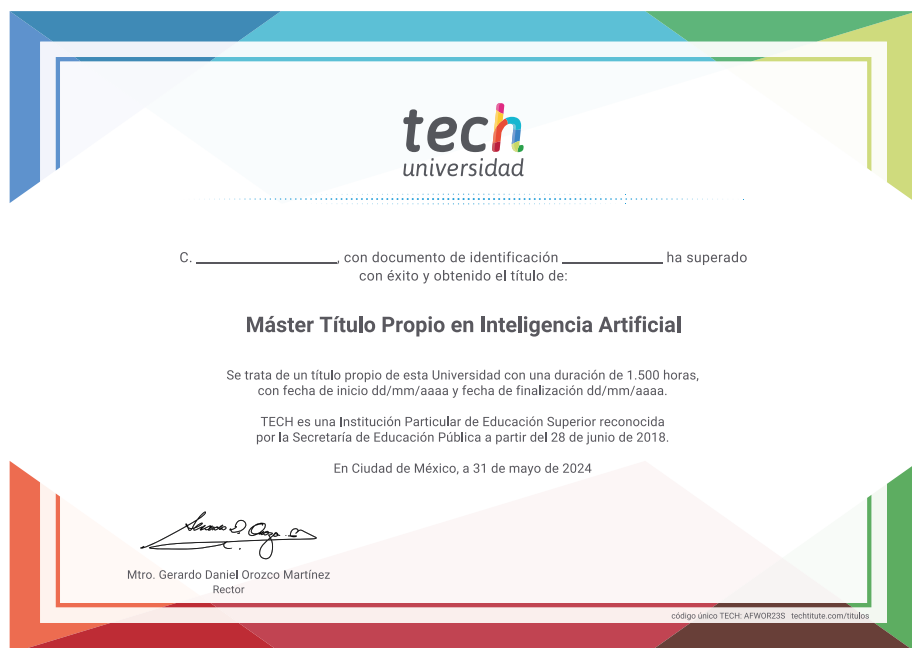 tech
universidad
C. ____________, con documento de identificación ____________ ha superado
con éxito y obtenido el título de:
Máster Título Propio en Inteligencia Artificial
Se trata de un título propio de esta Universidad con una duración de 1.500 horas,
con fecha de inicio dd/mm/aaaa y fecha de finalización dd/mm/aaaa.
TECH es una Institución Particular de Educación Superior reconocida
por la Secretaría de Educación Pública a partir del 28 de junio de 2018.
En Ciudad de México, a 31 de mayo de 2024
Mtro. Gerardo Daniel Orozco Martínez
Rector
código único TECH: AFWOR23S techtitute.com/titulos